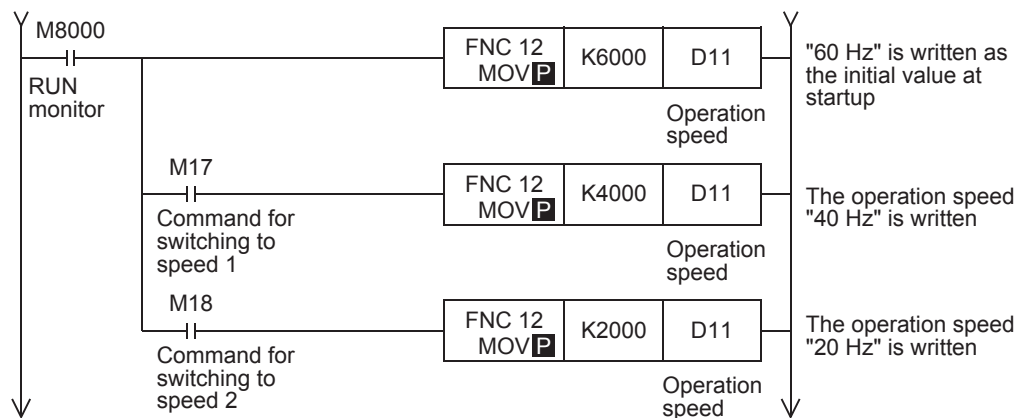 M8000
RUN
monitor
FNC 12
MOV P
K6000
D11
Operation
speed
"60 Hz" is written as
the initial value at
startup
M17
Command for
switching to
speed 1
FNC 12
MOV P
K4000
D11
Operation
speed
The operation speed
"40 Hz" is written
M18
Command for
switching to
speed 2
FNC 12
MOV P
K2000
D11
Operation
speed
The operation speed
"20 Hz" is written